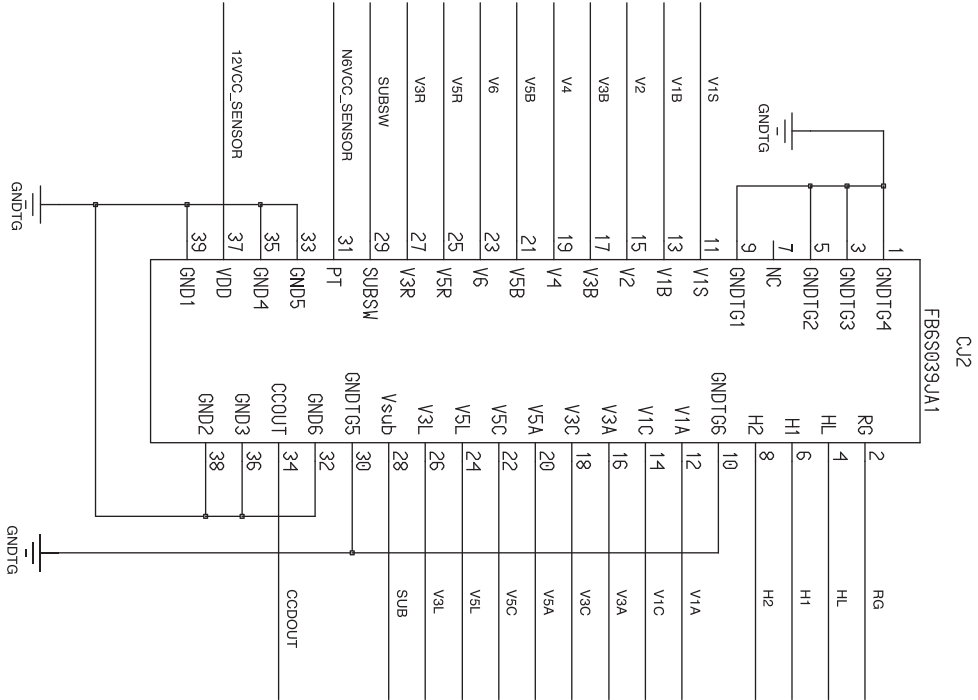 CJ2
FB6S039JA1
GNDTG
1 GNDTG4
3 GNDTG3
5 GNDTG2
7 NC
9 GNDTG1
V1S 11 V1S
V1B 13 V1B
V2 15 V2
V3B 17 V3B
V4 19 V4
V5B 21 V5B
V6 23 V6
V5R 25 V5R
V3R 27 V3R
SUBSW 29 SUBSW
N6VCC_SENSOR 31 PT
33 GND5
35 GND4
12VCC_SENSOR 37 VDD
39 GND1
GNDTG
RG 2 RG
HL 4 HL
H1 6 H1
H2 8 H2
GNDTG6 10
V1A 12 V1A
V1C 14 V1C
V3A 16 V3A
V3C 18 V3C
V5A 20 V5A
V5C 22 V5C
V5L 24 V5L
V3L 26 V3L
Vsub 28 SUB
GNDTG5 30
GND6 32
CCOUT 34 CCDOUT
GND3 36
GND2 38
GNDTG